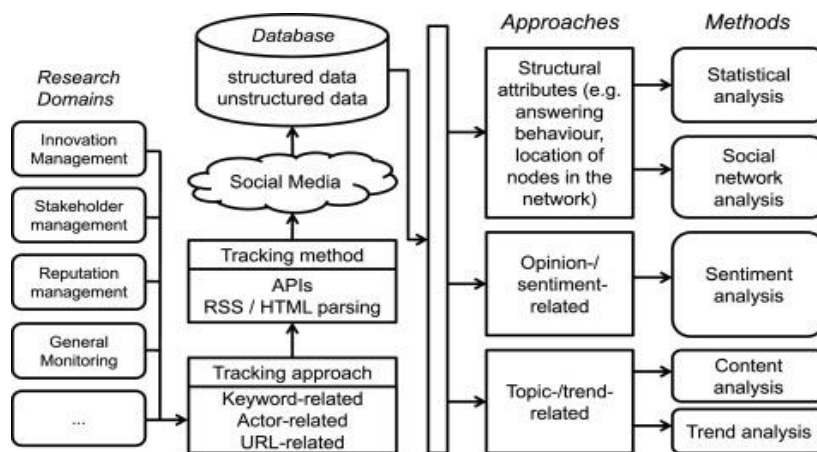 Research
Domains
Innovation
Management
Stakeholder
management
Reputation
management
General
Monitoring
...
Database
structured data
unstructured data
Social Media
Tracking method
APIs
RSS / HTML parsing
Tracking approach
Keyword-related
Actor-related
URL-related
Approaches
Structural
attributes (e.g.
answering
behaviour,
location of
nodes in the
network)
Opinion-/
sentiment-
related
Topic-/trend-
related
Methods
Statistical
analysis
Social
network
analysis
Sentiment
analysis
Content
analysis
Trend analysis